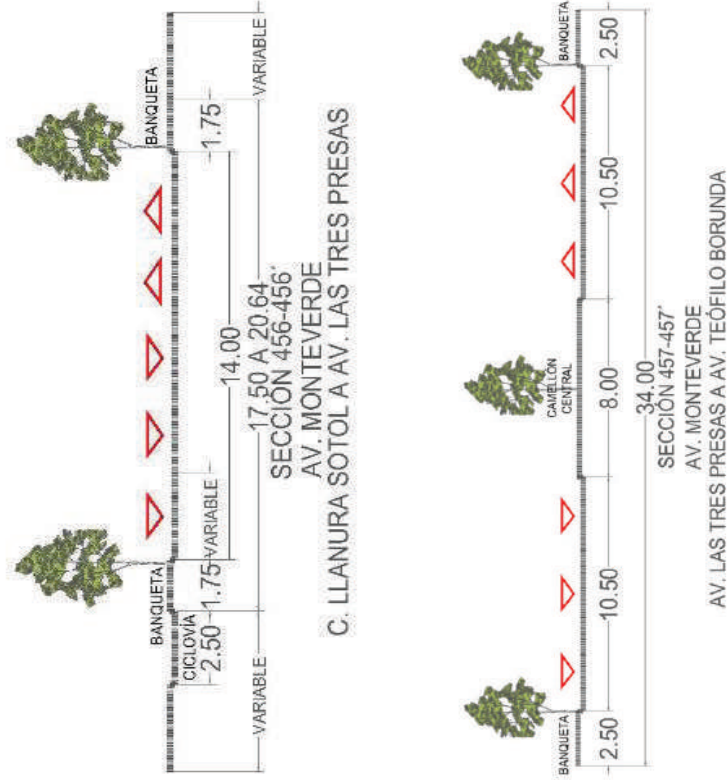 BANQUETA
BANQUETA
CICLOVÍA
2.50 1.75 VARIABLE 1.75
14.00
VARIABLE VARIABLE
17.50 A 20.64
SECCIÓN 456-456'
AV. MONTEVERDE
C. LLANURA SOTOL A AV. LAS TRES PRESAS
BANQUETA CAMELLON CENTRAL BANQUETA
2.50 10.50 8.00 10.50 2.50
34.00
SECCIÓN 457-457'
AV. MONTEVERDE
AV. LAS TRES PRESAS A AV. TEÓFILO BORUNDA